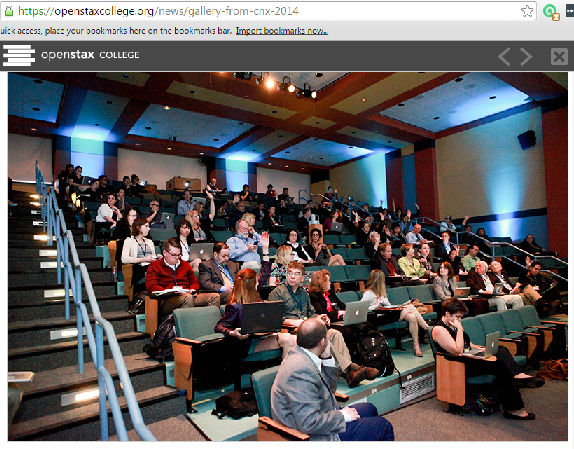 https://openstaxcollege.org/news/gallery-from-cnx-2014
uick access, place your bookmarks here on the bookmarks bar. Import bookmarks now...
openstax COLLEGE